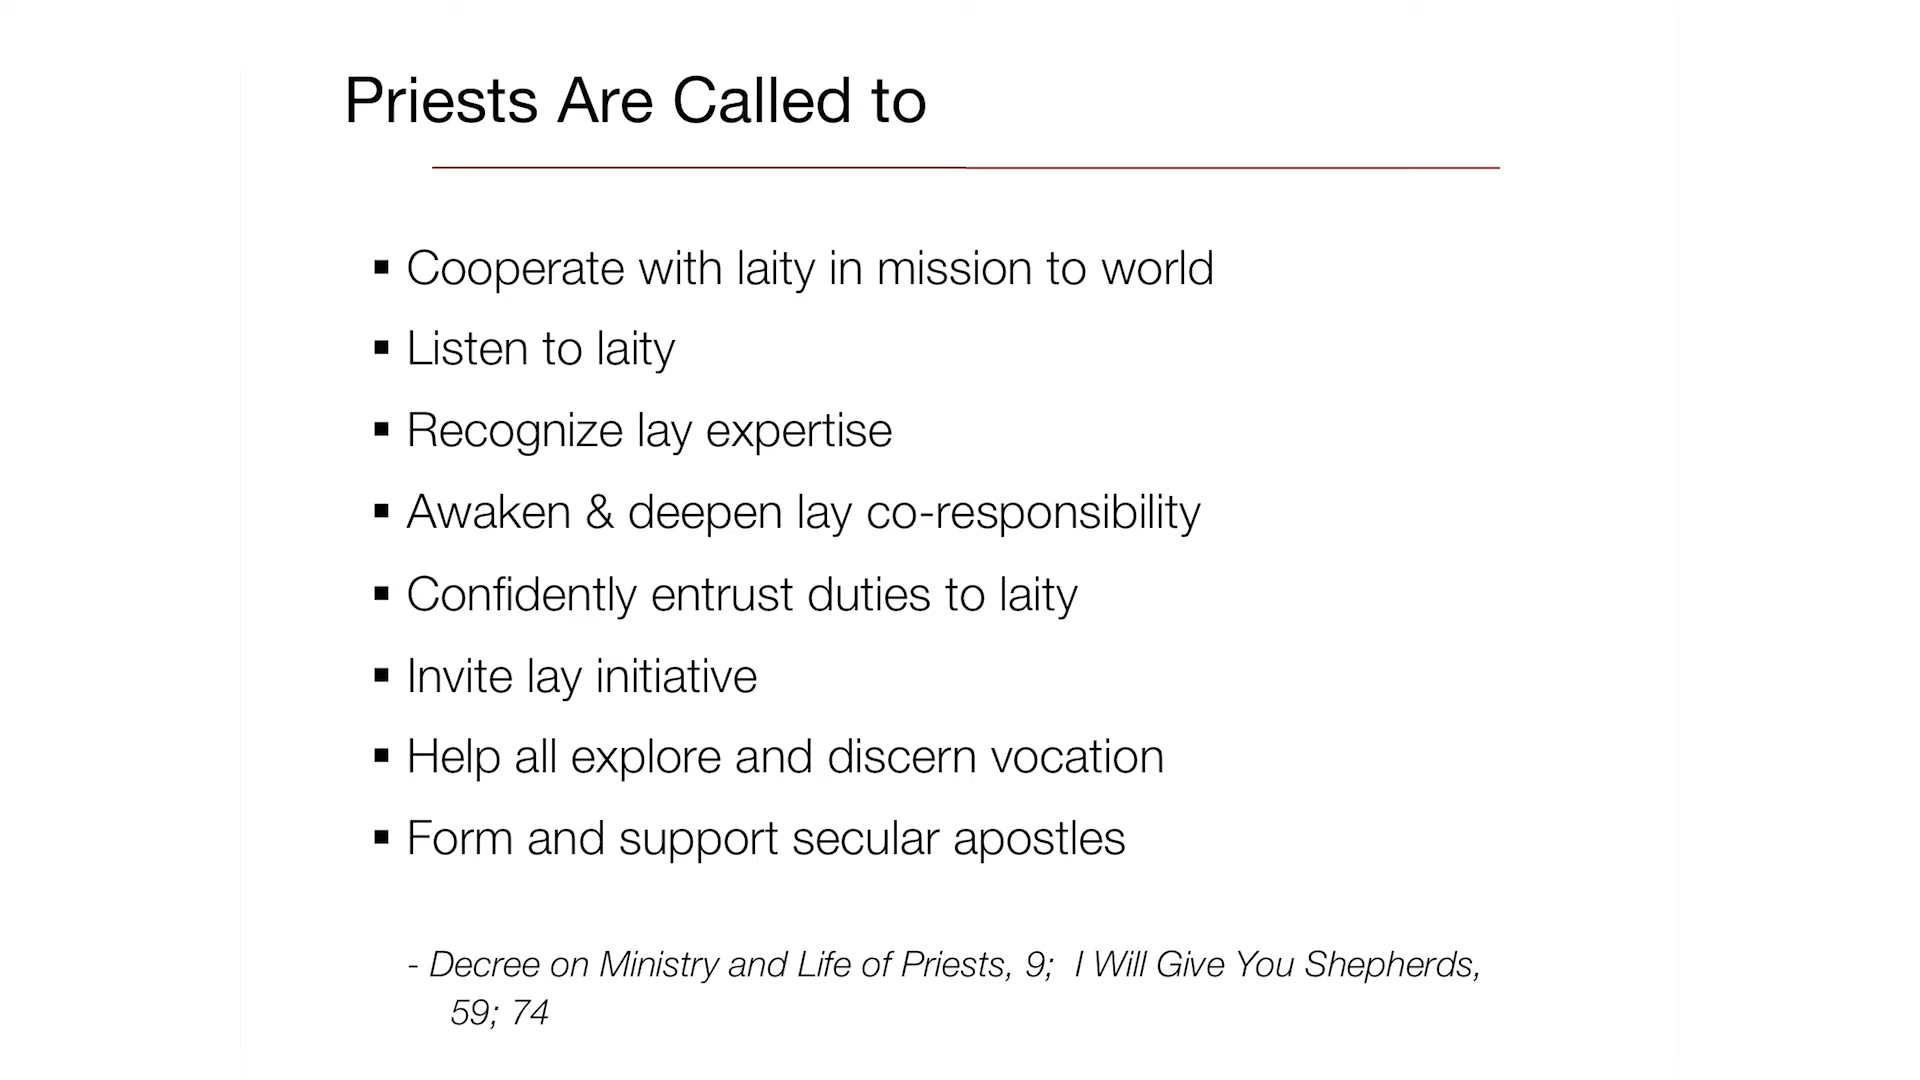 Priests Are Called to
▪ Cooperate with laity in mission to world
▪ Listen to laity
▪ Recognize lay expertise
▪ Awaken & deepen lay co-responsibility
▪ Confidently entrust duties to laity
▪ Invite lay initiative
▪ Help all explore and discern vocation
▪ Form and support secular apostles
- Decree on Ministry and Life of Priests, 9;  I Will Give You Shepherds,
59; 74